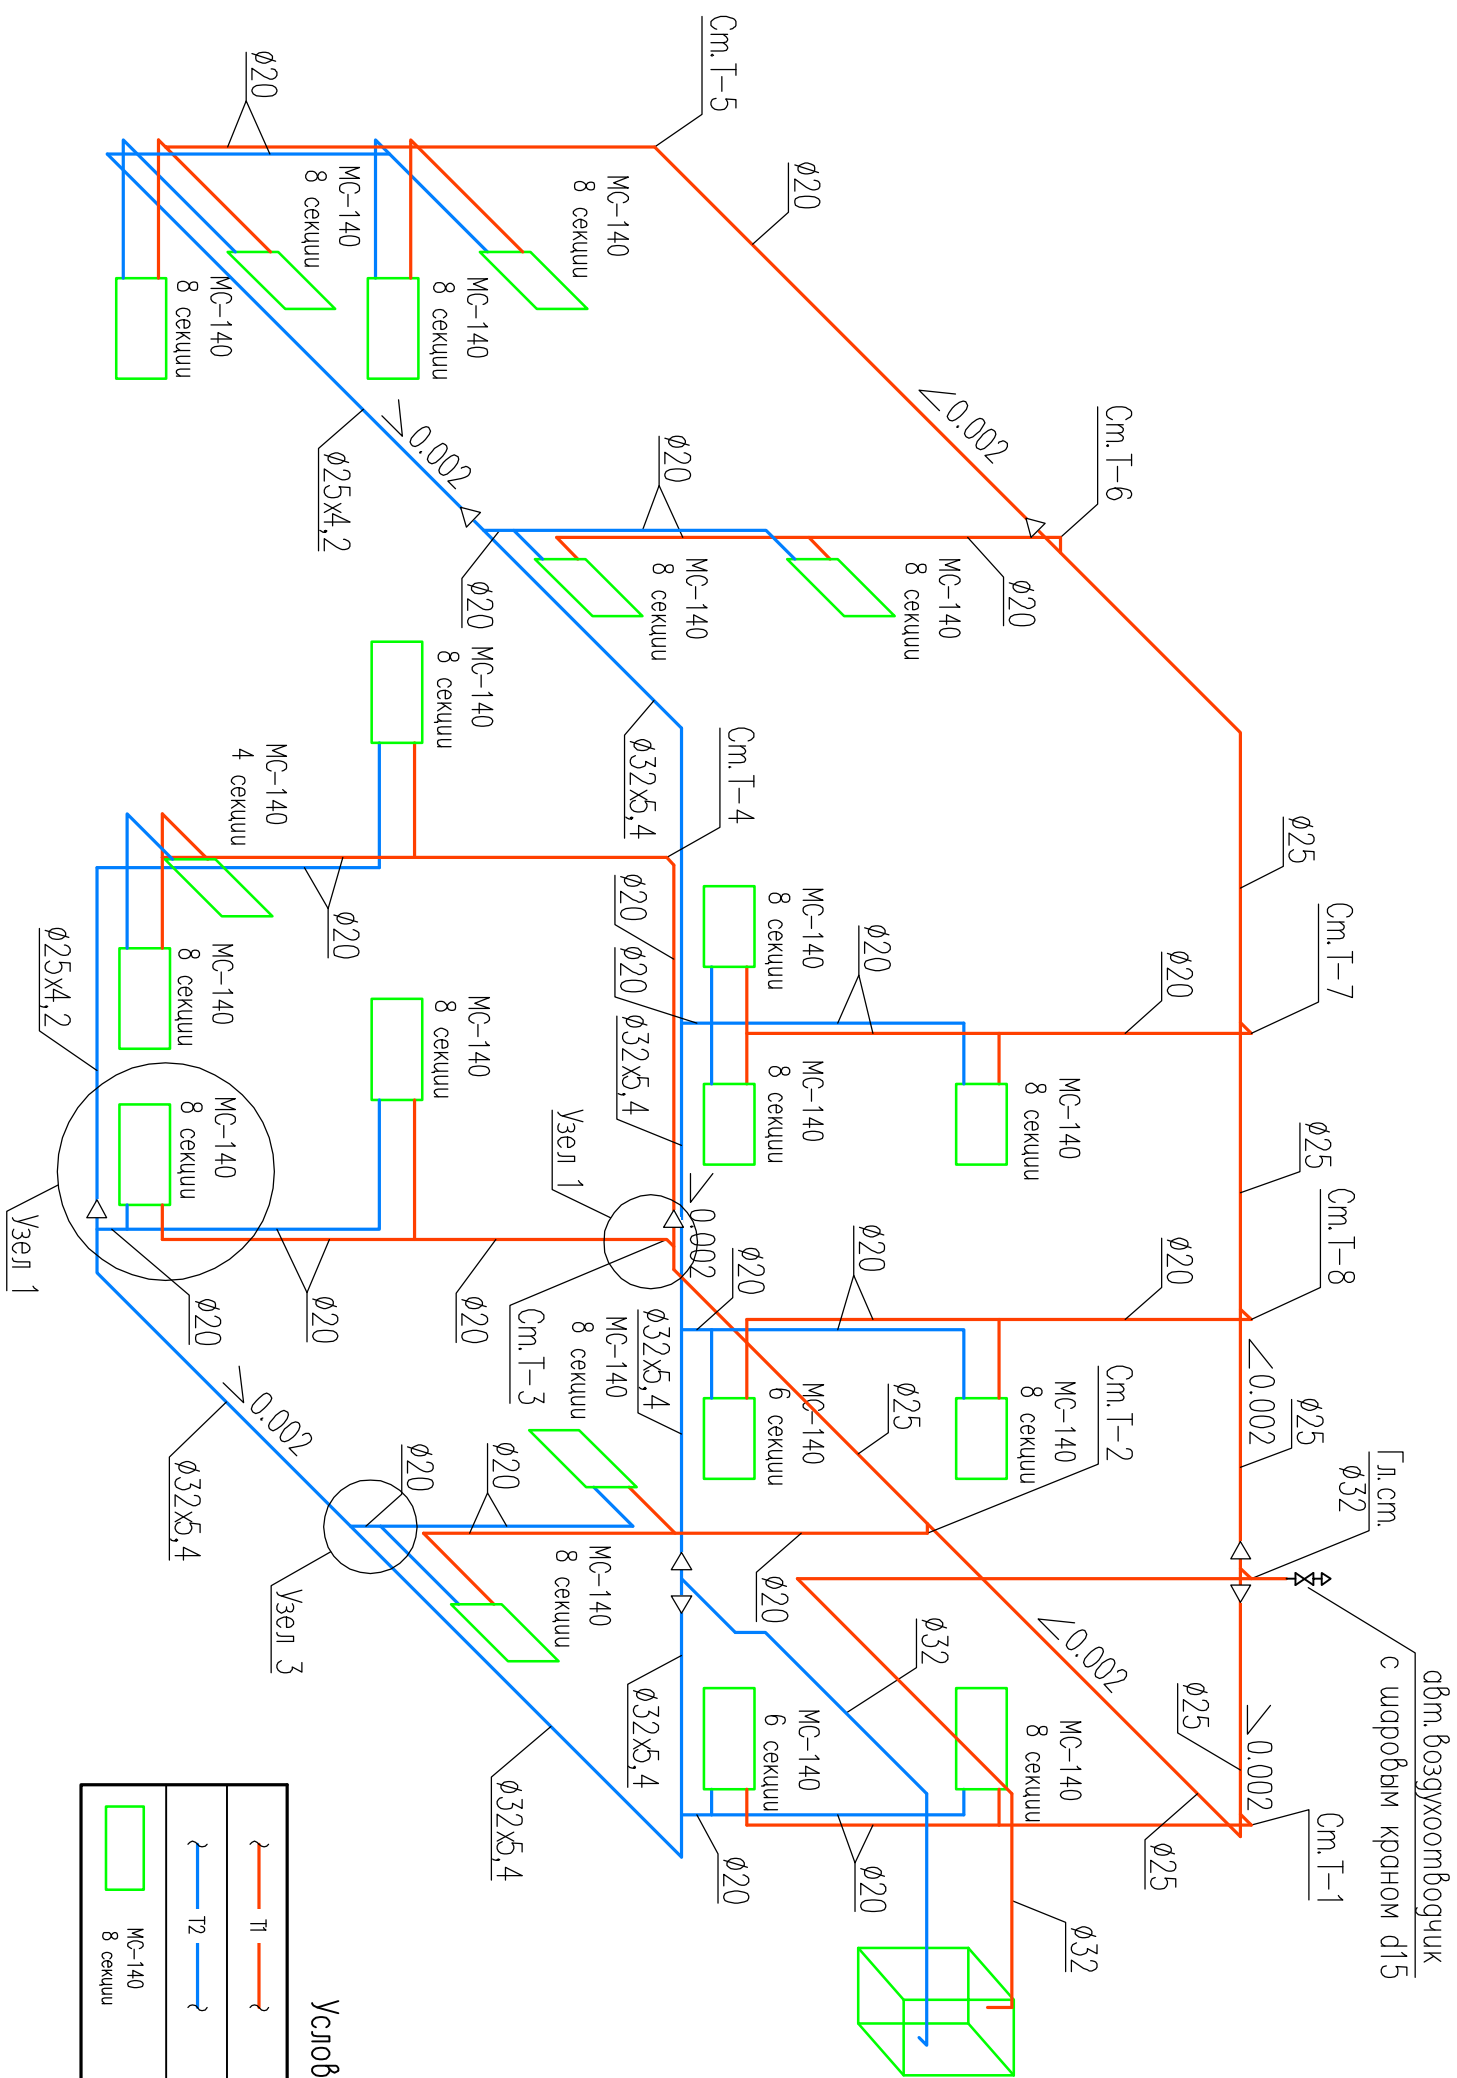 авт.воздухоотводчик
с шаровым краном d15
Гл.ст.
Ø32
Ст.Т-7
Ст.Т-8
Ст.Т-1
Ø25
Ø25
Ø25
0.002
0.002
Ø25
Ø20
Ø20
Ø25
Ст.Т-6
Ст.Т-2
0.002
Ø32
МС-140
8 секции
МС-140
8 секции
МС-140
8 секции
Ø20
0.002
МС-140
8 секции
Ø32
Ø25
Ø20
Ø20
Ø20
Ø20
МС-140
8 секции
МС-140
8 секции
МС-140
6 секции
МС-140
6 секции
Ø20
Ø20
Ø20
Ст.Т-4
Ст.Т-5
0.002
МС-140
8 секции
Ø20
МС-140
8 секции
Ø32х5,4
Ø20
Ø20
Ø32х5,4
Ø32х5,4
Ø32х5,4
МС-140
8 секции
МС-140
8 секции
Узел 1
Ст.Т-3
Ø20
Ø20
Ø20
Ø32х5,4
МС-140
8 секции
МС-140
8 секции
МС-140
8 секции
0.002
Ø20
МС-140
8 секции
Ø25х4,2
Ø20
Ø20
Услов
Узел 3
0.002
МС-140
4 секции
Ø20
МС-140
8 секции
МС-140
8 секции
МС-140
8 секции
Ø20
Ø32х5,4
Ø25х4,2
Узел 1
Т1
Т2
МС-140
8 секции